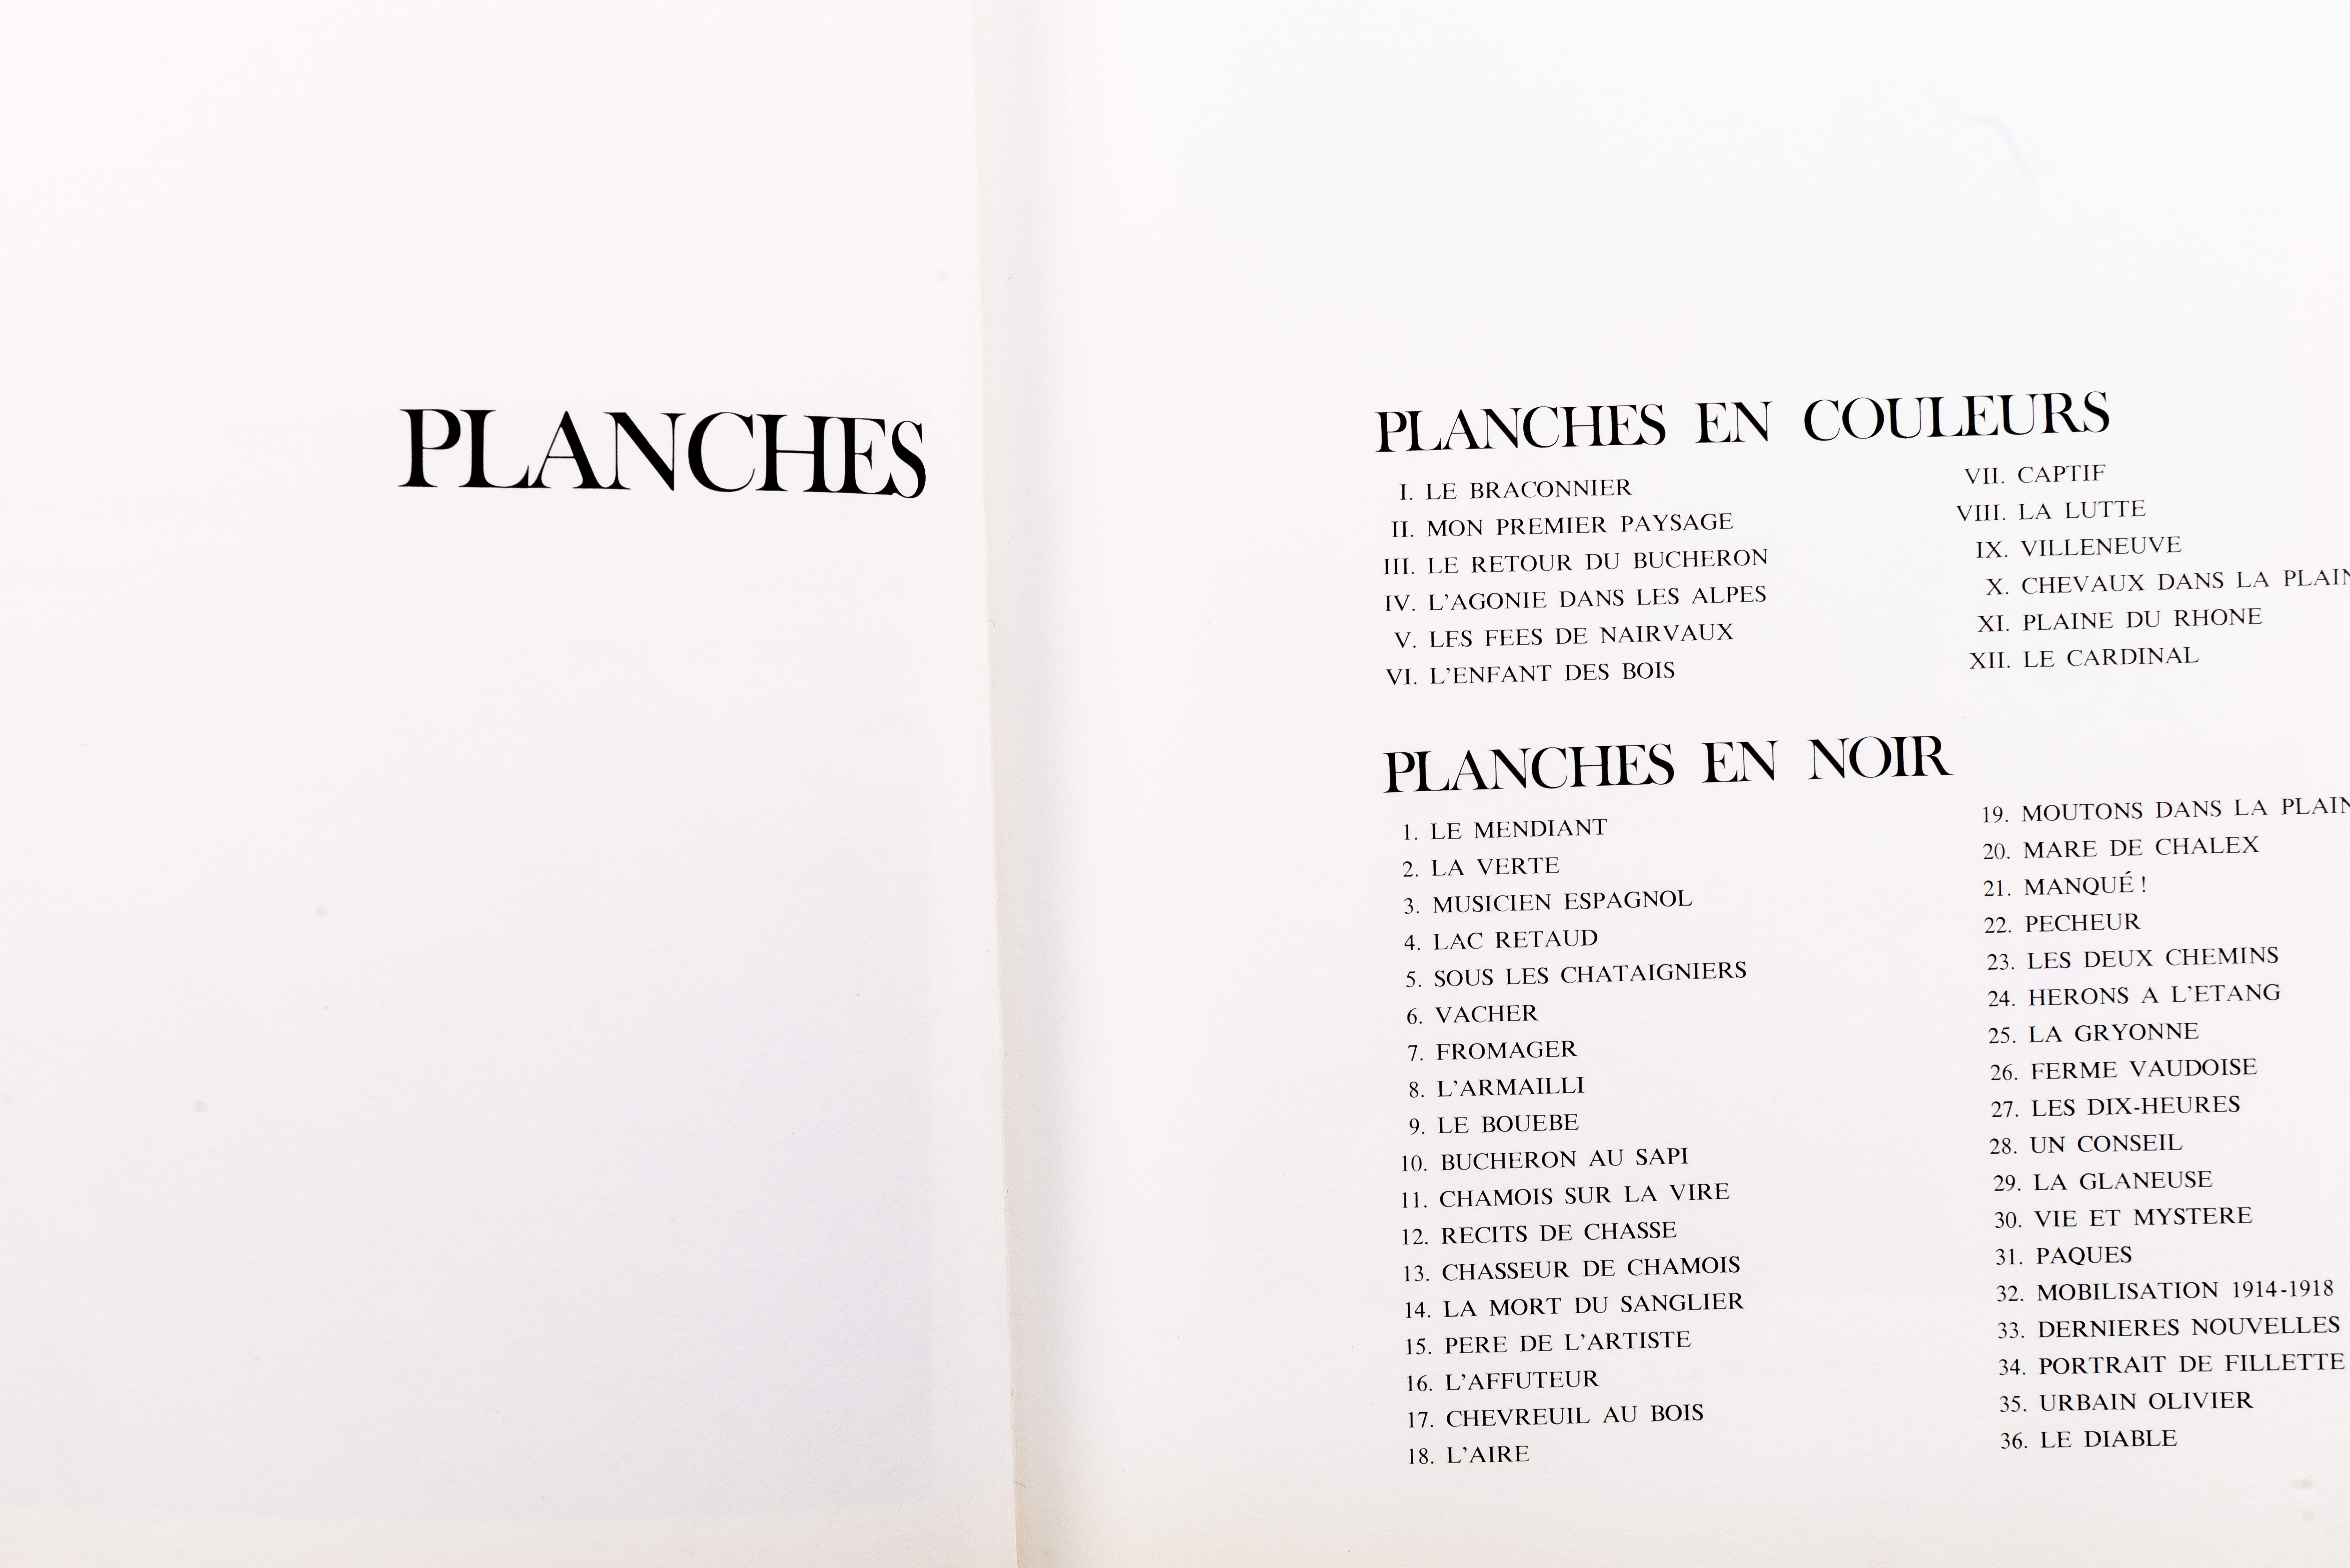 PLANCHES
PLANCHES EN COULEURS
I. LE BRACONNIER
II. MON PREMIER PAYSAGE
III. LE RETOUR DU BUCHERON
IV. L'AGONIE DANS LES ALPES
V. LES FEES DE NAIRVAUX
VI. L'ENFANT DES BOIS
VII. CAPTIF
VIII. LA LUTTE
IX. VILLENEUVE
X. CHEVAUX DANS LA
XI. PLAINE DU RHONE
XII. LE CARDINAL
PLANCHES EN NOIR
1. LE MENDIANT
2. LA VERTE
3. MUSICIEN ESPAGNOL
4. LAC RETAUD
5. SOUS LES CHATAIGNIERS
6. VACHER
7. FROMAGER
8. L'ARMAILLI
9. LE BOUEBE
10. BUCHERON AU SAPI
11. CHAMOIS SUR LA VIRE
12. RECITS DE CHASSE
13. CHASSEUR DE CHAMOIS
14. LA MORT DU SANGLIER
15. PERE DE L'ARTISTE
16. L'AFFUTEUR
17. CHEVREUIL AU BOIS
18. L'AIRE
19. MOUTONS DANS LA
20. MARE DE CHALEX
21. MANQUÉ !
22. PECHEUR
23. LES DEUX CHEMINS
24. HERONS A L'ETANG
25. LA GRYONNE
26. FERME VAUDOISE
27. LES DIX-HEURES
28. UN CONSEIL
29. LA GLANEUSE
30. VIE ET MYSTERE
31. PAQUES
32. MOBILISATION 1914-1918
33. DERNIERES NOUVELLES
34. PORTRAIT DE FILLETTE
35. URBAIN OLIVIER
36. LE DIABLE